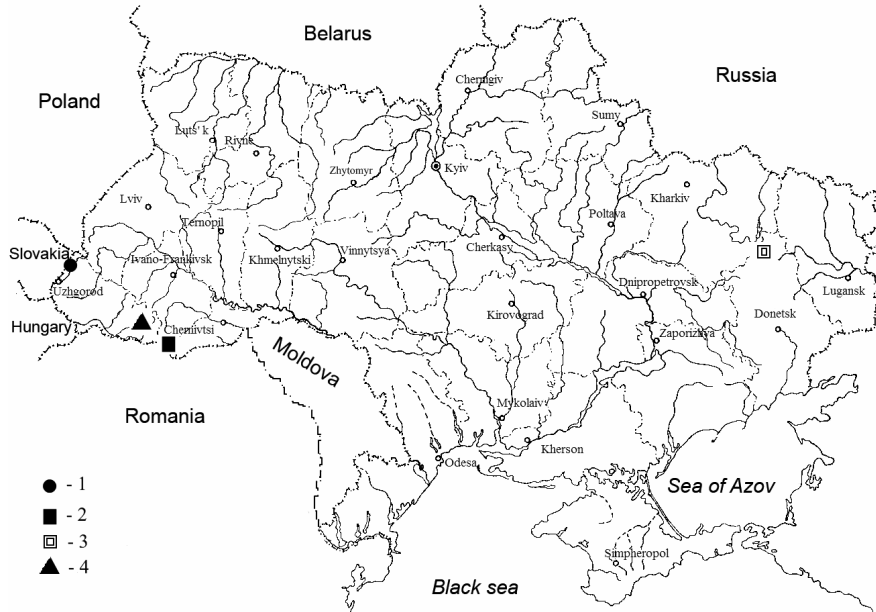 Belarus
Russia
Poland
Chernigv
Sumy
Luts' k
Rivne
Zhytomyr
Kyiv
Kharkiv
Lviv
Ternopil
Poltava
Cherkasy
Slovakia
Ivano-Frankivsk
Khmelnytski
Vinnytsya
Uzhgorod
Dnipropetrovsk
Lugansk
Hungary
Chernivtsi
Kirovograd
Donetsk
Zaporizhya
Moldova
Romania
Mykolaiv
Kherson
Odesa
Sea of Azov
- 1
- 2
- 3
- 4
Simpheropol
Black sea